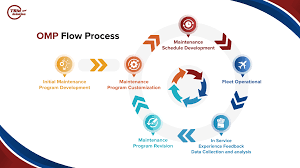 OMP Flow Process
Maintenance
Schedule Development
Initial Maintenance
Program Development
Maintenance
Program Customization
Fleet Operational
Maintenance
Program Revision
In Service
Experience Feedback
Data Collection and analysis